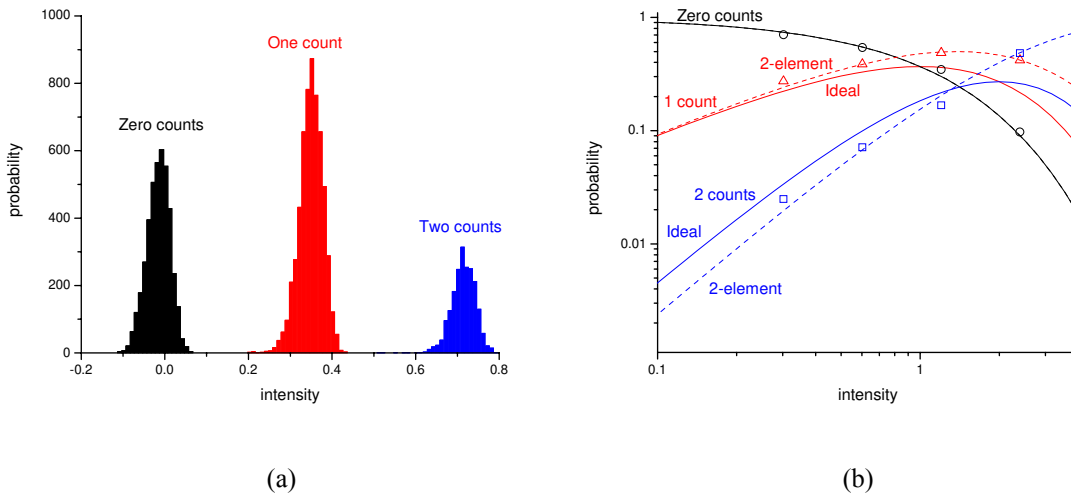 1000
800
600
400
200
0
probability
Zero counts
One count
Two counts
-0.2
0.0
0.2
0.4
0.6
0.8
intensity
(a)
1
0.1
0.01
probability
Zero counts
2-element
Ideal
1 count
2 counts
Ideal
2-element
0.1
1
intensity
(b)